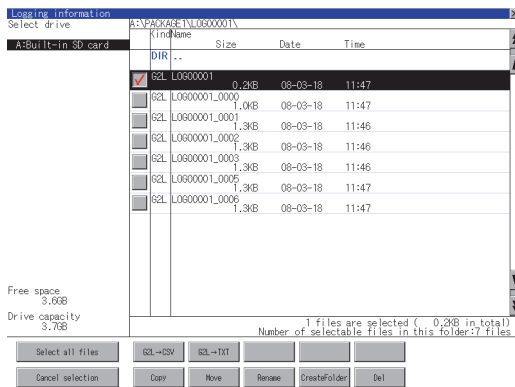 Logging information
Select drive
A:\PACKAGE1\LOG00001\
A:Built-in SD card
Kind Name
Size Date Time
DIR ..
G2L LOG00001
0.2KB 08-03-18 11:47
G2L LOG00001_0000
1.0KB 08-03-18 11:47
G2L LOG00001_0001
1.3KB 08-03-18 11:46
G2L LOG00001_0002
1.3KB 08-03-18 11:46
G2L LOG00001_0003
1.3KB 08-03-18 11:46
G2L LOG00001_0005
1.3KB 08-03-18 11:47
G2L LOG00001_0006
1.3KB 08-03-18 11:47
Free space
3.6GB
Drive capacity
3.7GB
1 files are selected ( 0.2KB in total)
Number of selectable files in this folder:7 files
Select all files G2L→CSV G2L→TXT
Cancel selection Copy Move Rename CreateFolder Del